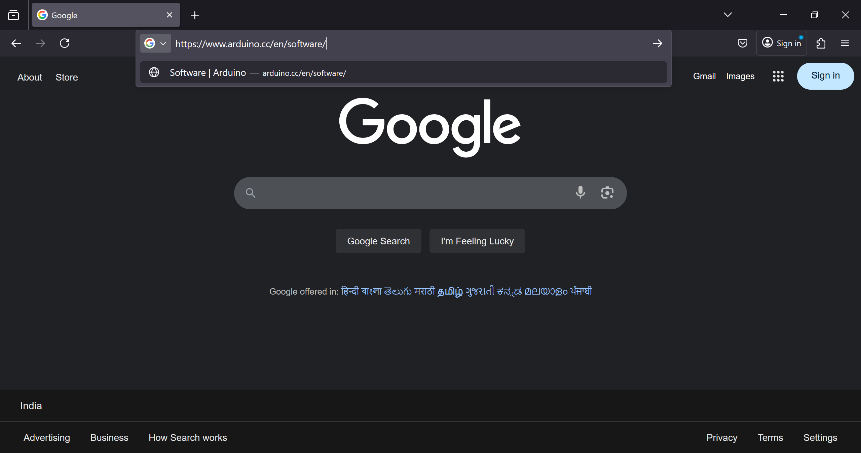 Google
https://www.arduino.cc/en/software/
Sign in
Software | Arduino — arduino.cc/en/software/
About Store
Gmail Images Sign in
Google
Google Search I'm Feeling Lucky
Google offered in: हिन्दी বাংলা తెలుగు मराठी தமிழ் ગુજરાતી ಕನ್ನಡ മലയാളം ਪੰਜਾਬੀ
India
Advertising Business How Search works Privacy Terms Settings